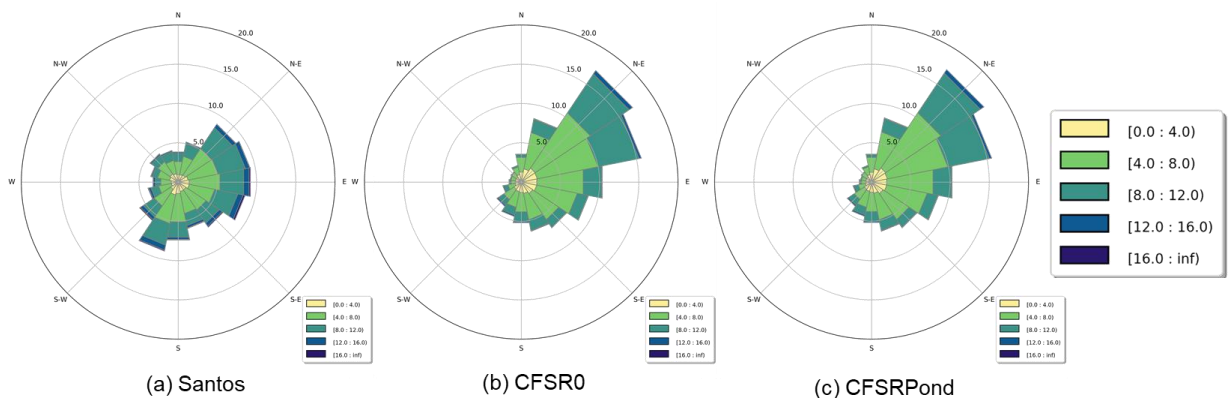 N
N-E
E
S-E
S
S-W
W
N-W
5.0
10.0
15.0
20.0
[0.0 : 4.0)
[4.0 : 8.0)
[8.0 : 12.0)
[12.0 : 16.0)
[16.0 : inf)
(a) Santos
N
N-E
E
S-E
S
S-W
W
N-W
5.0
10.0
15.0
20.0
[0.0 : 4.0)
[4.0 : 8.0)
[8.0 : 12.0)
[12.0 : 16.0)
[16.0 : inf)
(b) CFSR0
N
N-E
E
S-E
S
S-W
W
N-W
5.0
10.0
15.0
20.0
[0.0 : 4.0)
[4.0 : 8.0)
[8.0 : 12.0)
[12.0 : 16.0)
[16.0 : inf)
(c) CFSRPond
[0.0 : 4.0)
[4.0 : 8.0)
[8.0 : 12.0)
[12.0 : 16.0)
[16.0 : inf)